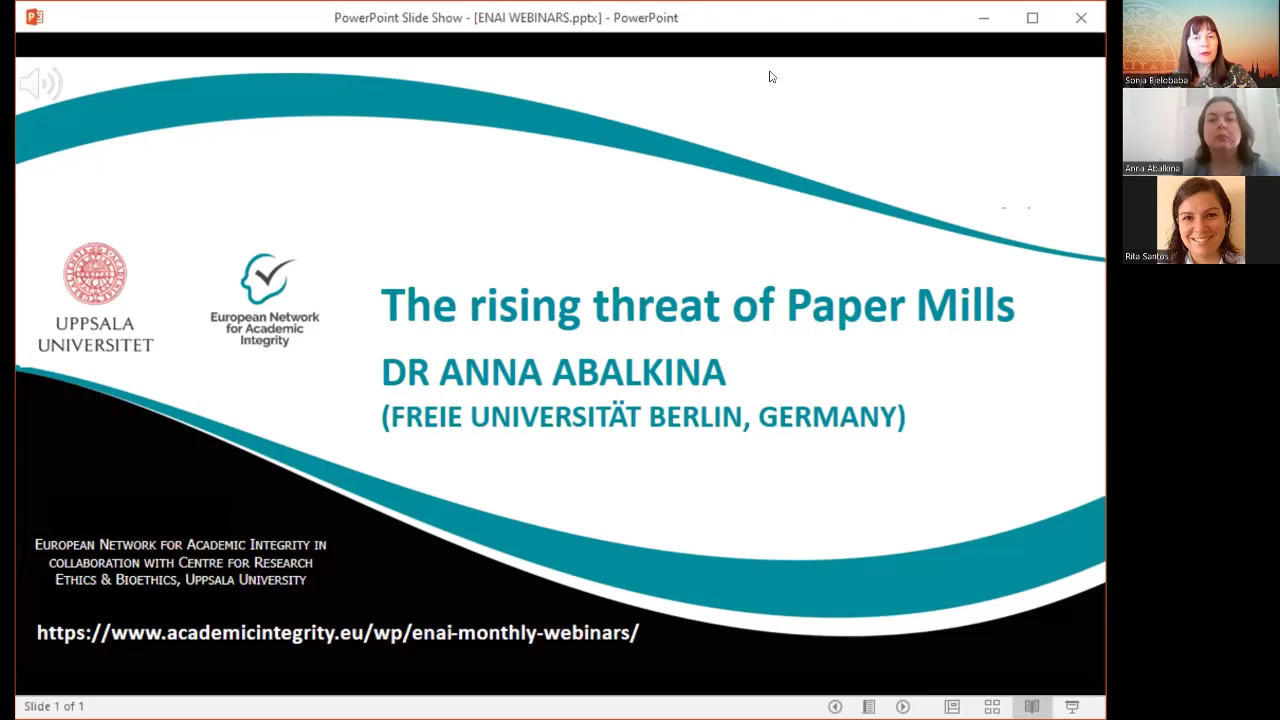 PowerPoint Slide Show - [ENAI WEBINARS.pptx] - PowerPoint
UPPSALA
UNIVERSITET
European Network
for Academic
Integrity
The rising threat of Paper Mills
DR ANNA ABALKINA
(FREIE UNIVERSITÄT BERLIN, GERMANY)
EUROPEAN NETWORK FOR ACADEMIC INTEGRITY IN
COLLABORATION WITH CENTRE FOR RESEARCH
ETHICS & BIOETHICS, UPPSALA UNIVERSITY
https://www.academicintegrity.eu/wp/enai-monthly-webinars/
Slide 1 of 1
Sonja Bjelobaba
Anna Abalkina
Rita Santos